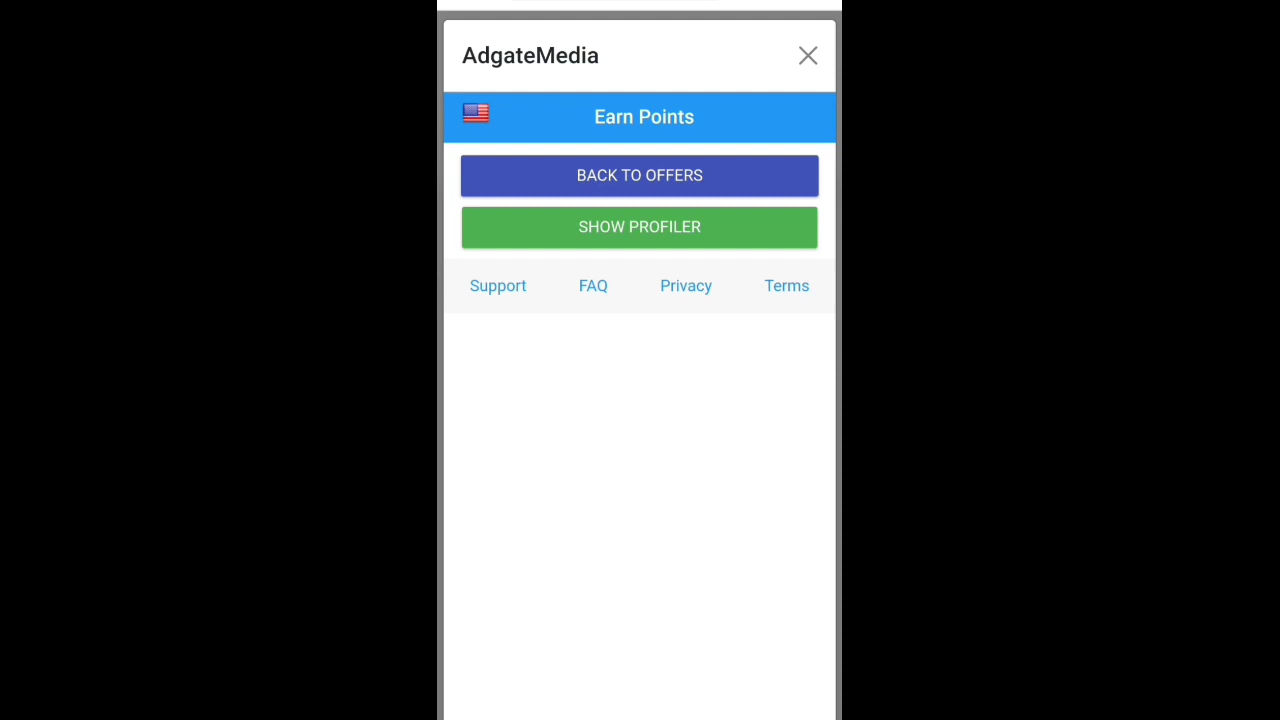 AdgateMedia
Earn Points
BACK TO OFFERS
SHOW PROFILER
Support FAQ Privacy Terms